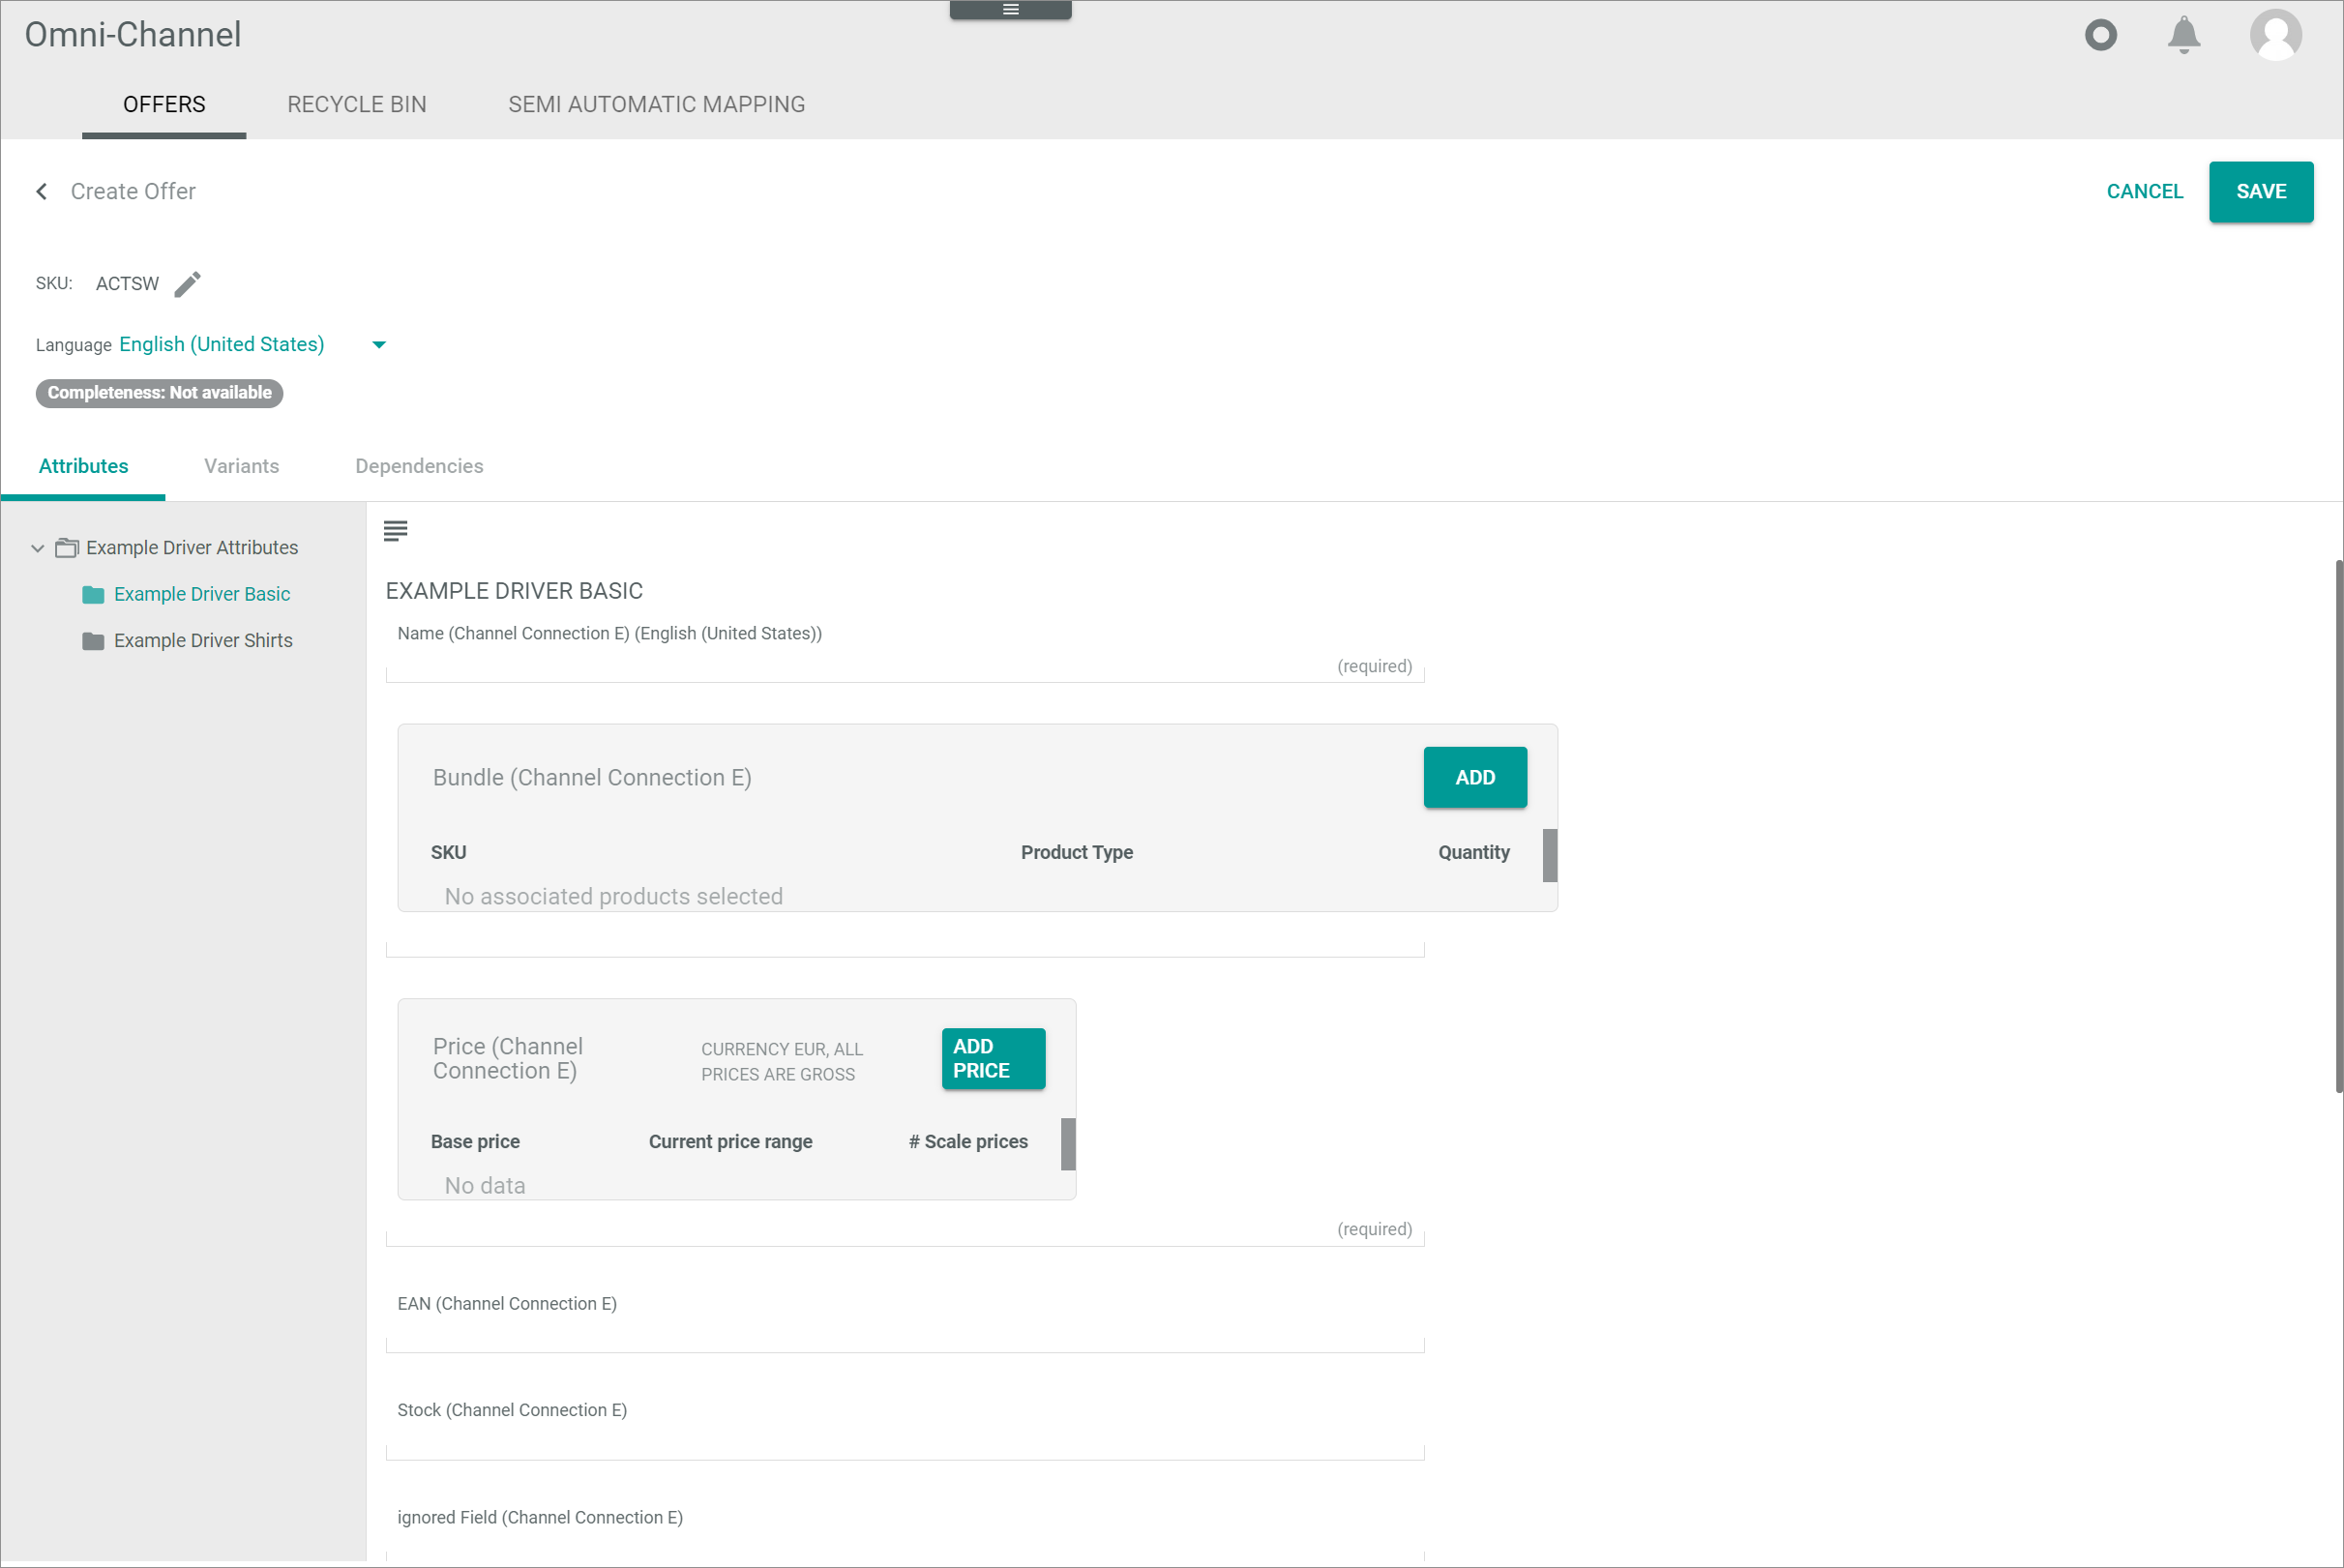 Omni-Channel
OFFERS RECYCLE BIN SEMI AUTOMATIC MAPPING
Create Offer CANCEL SAVE
SKU: ACTSW
Language English (United States)
Completeness: Not available
Attributes Variants Dependencies
Example Driver Attributes
Example Driver Basic
Example Driver Shirts
EXAMPLE DRIVER BASIC
Name (Channel Connection E) (English (United States))
(required)
Bundle (Channel Connection E) ADD
SKU Product Type Quantity
No associated products selected
Price (Channel
Connection E)
CURRENCY EUR, ALL
PRICES ARE GROSS
ADD
PRICE
Base price Current price range # Scale prices
No data
(required)
EAN (Channel Connection E)
Stock (Channel Connection E)
ignored Field (Channel Connection E)